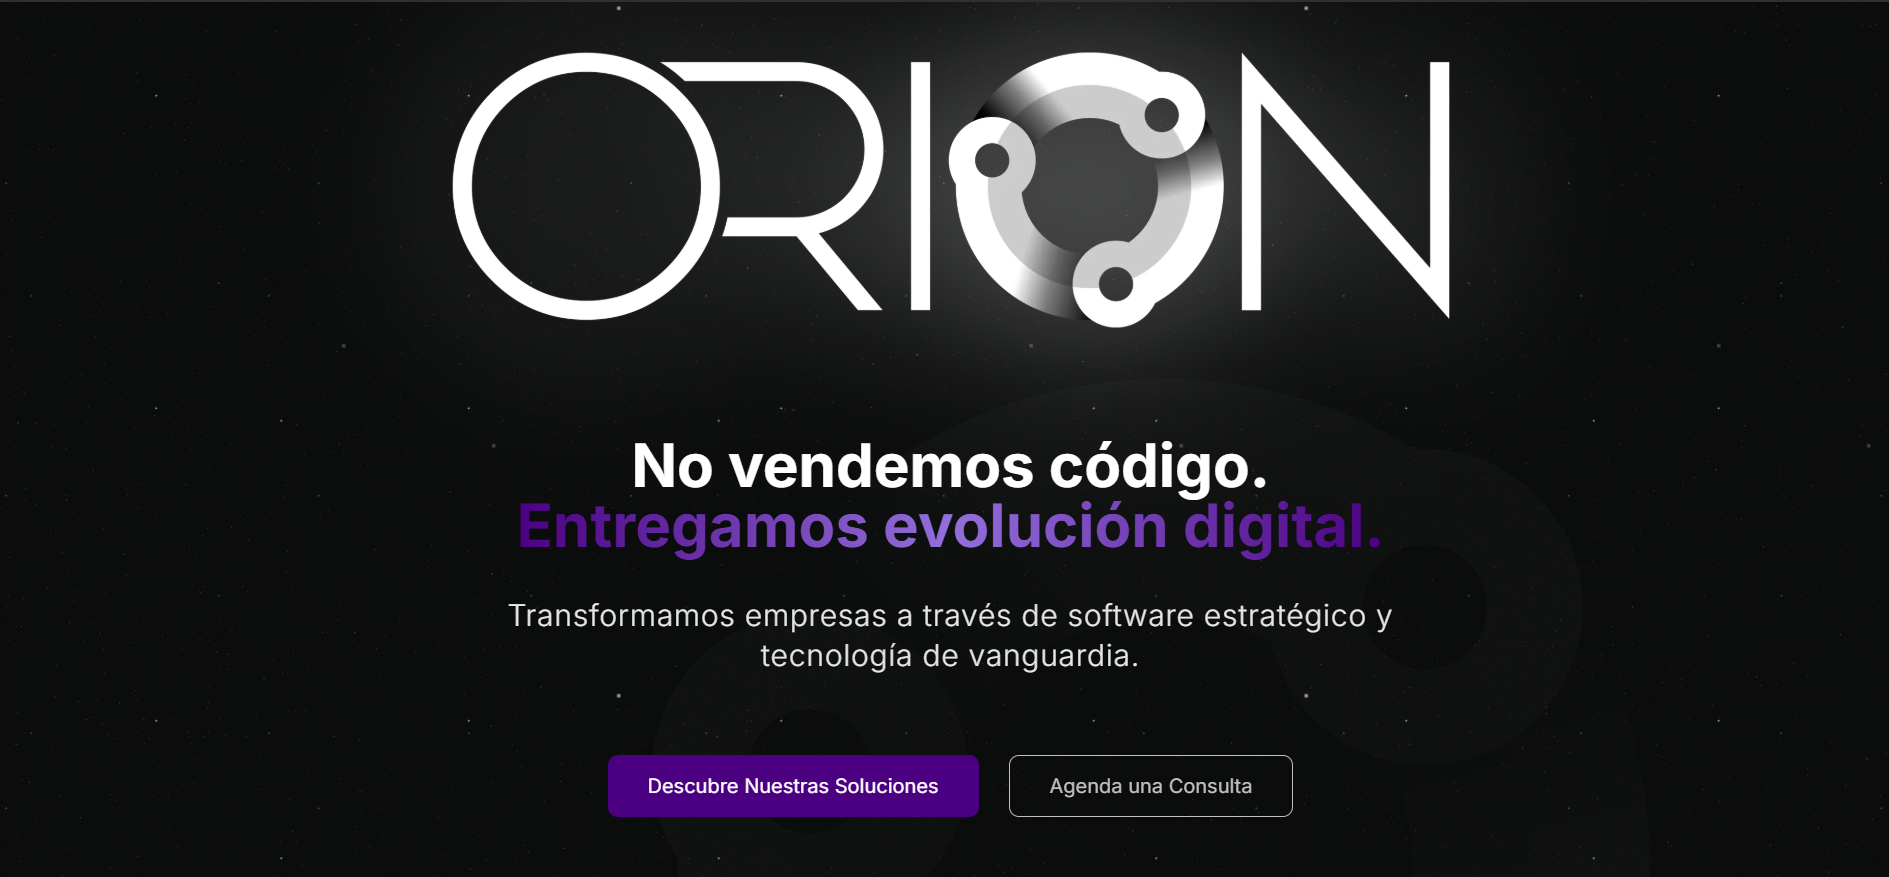 ORION
No vendemos código.
Entregamos evolución digital.
Transformamos empresas a través de software estratégico y
tecnología de vanguardia.
Descubre Nuestras Soluciones
Agenda una Consulta